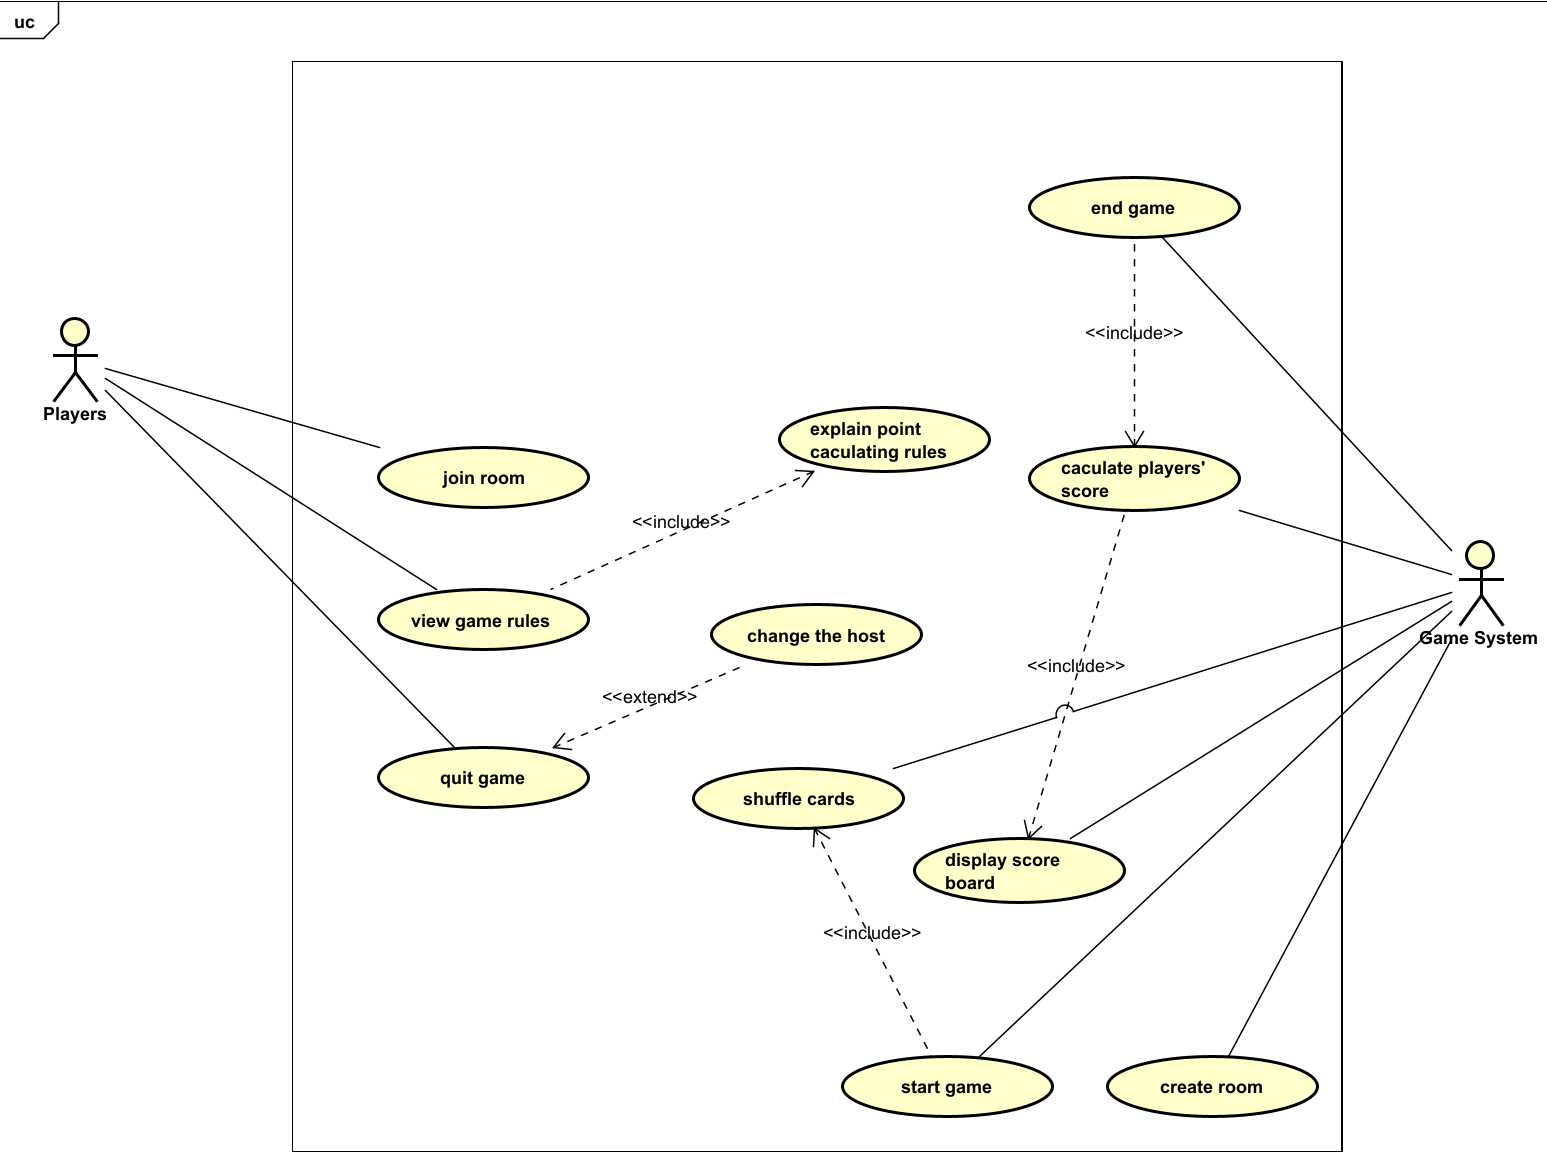 uc
end game
<<include>>
Players
explain point
caculating rules
caculate players'
score
join room
<<include>>
view game rules
change the host
Game System
<<include>>
<<extend>>
quit game
shuffle cards
display score
board
<<include>>
start game
create room